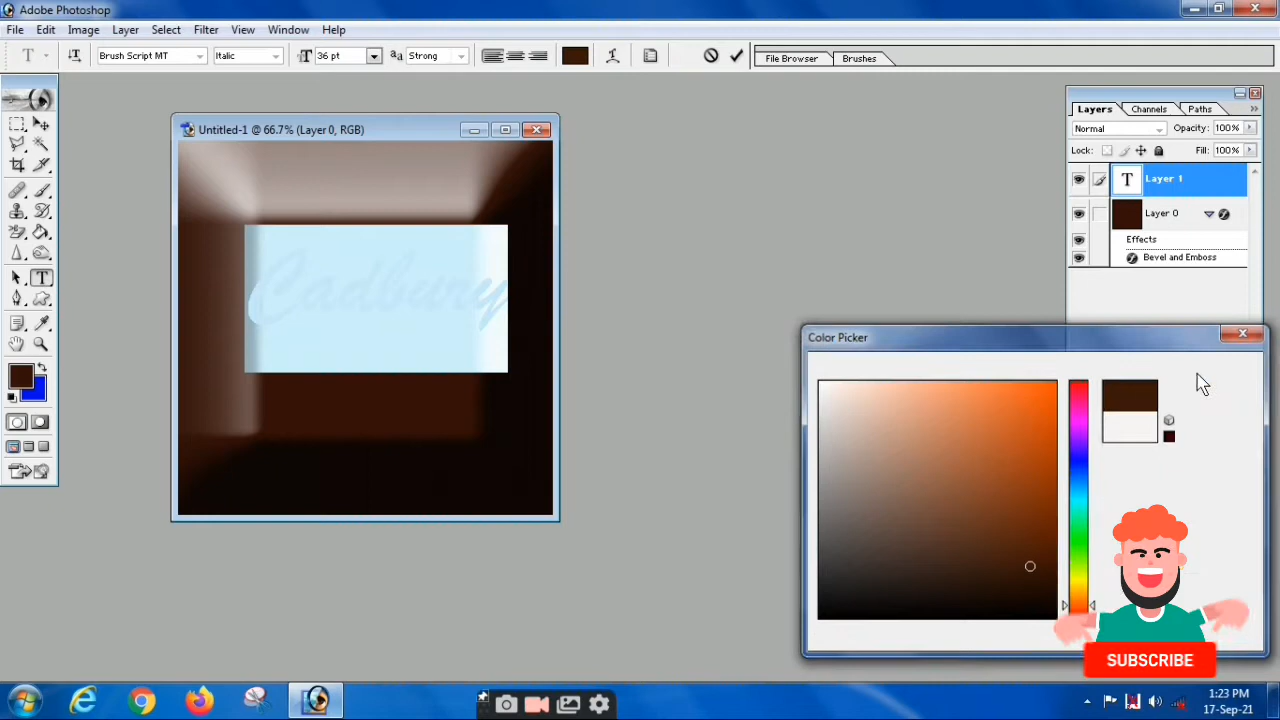 Adobe Photoshop
File Edit Image Layer Select Filter View Window Help
T T Brush Script MT Italic T 36 pt aa Strong File Browser Brushes
Untitled-1 @ 66.7% (Layer 0, RGB)
Layers Channels Paths
Normal Opacity: 100%
Lock: Fill: 100%
T Layer 1
Layer 0
Effects
Bevel and Emboss
Caabury
T
Color Picker
SUBSCRIBE
1:23 PM
17-Sep-21